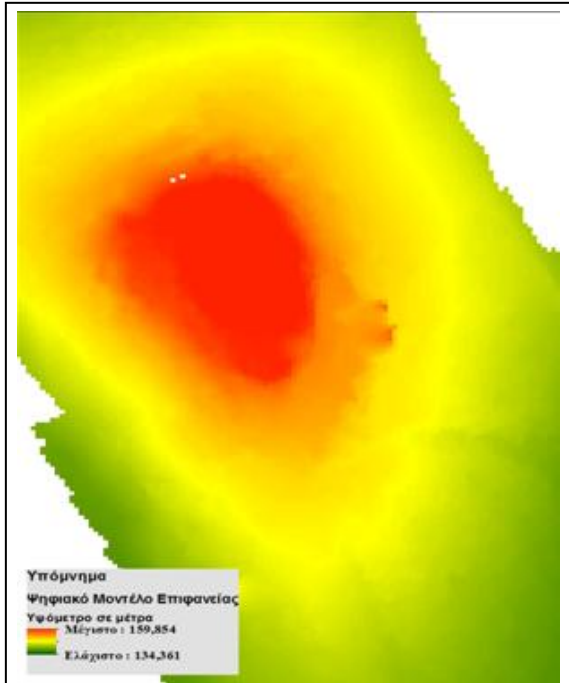 Υπόμνημα
Ψηφιακό Μοντέλο Επιφανείας
Υψόμετρο σε μέτρα
Μέγιστο : 159,854
Ελάχιστο : 134,361